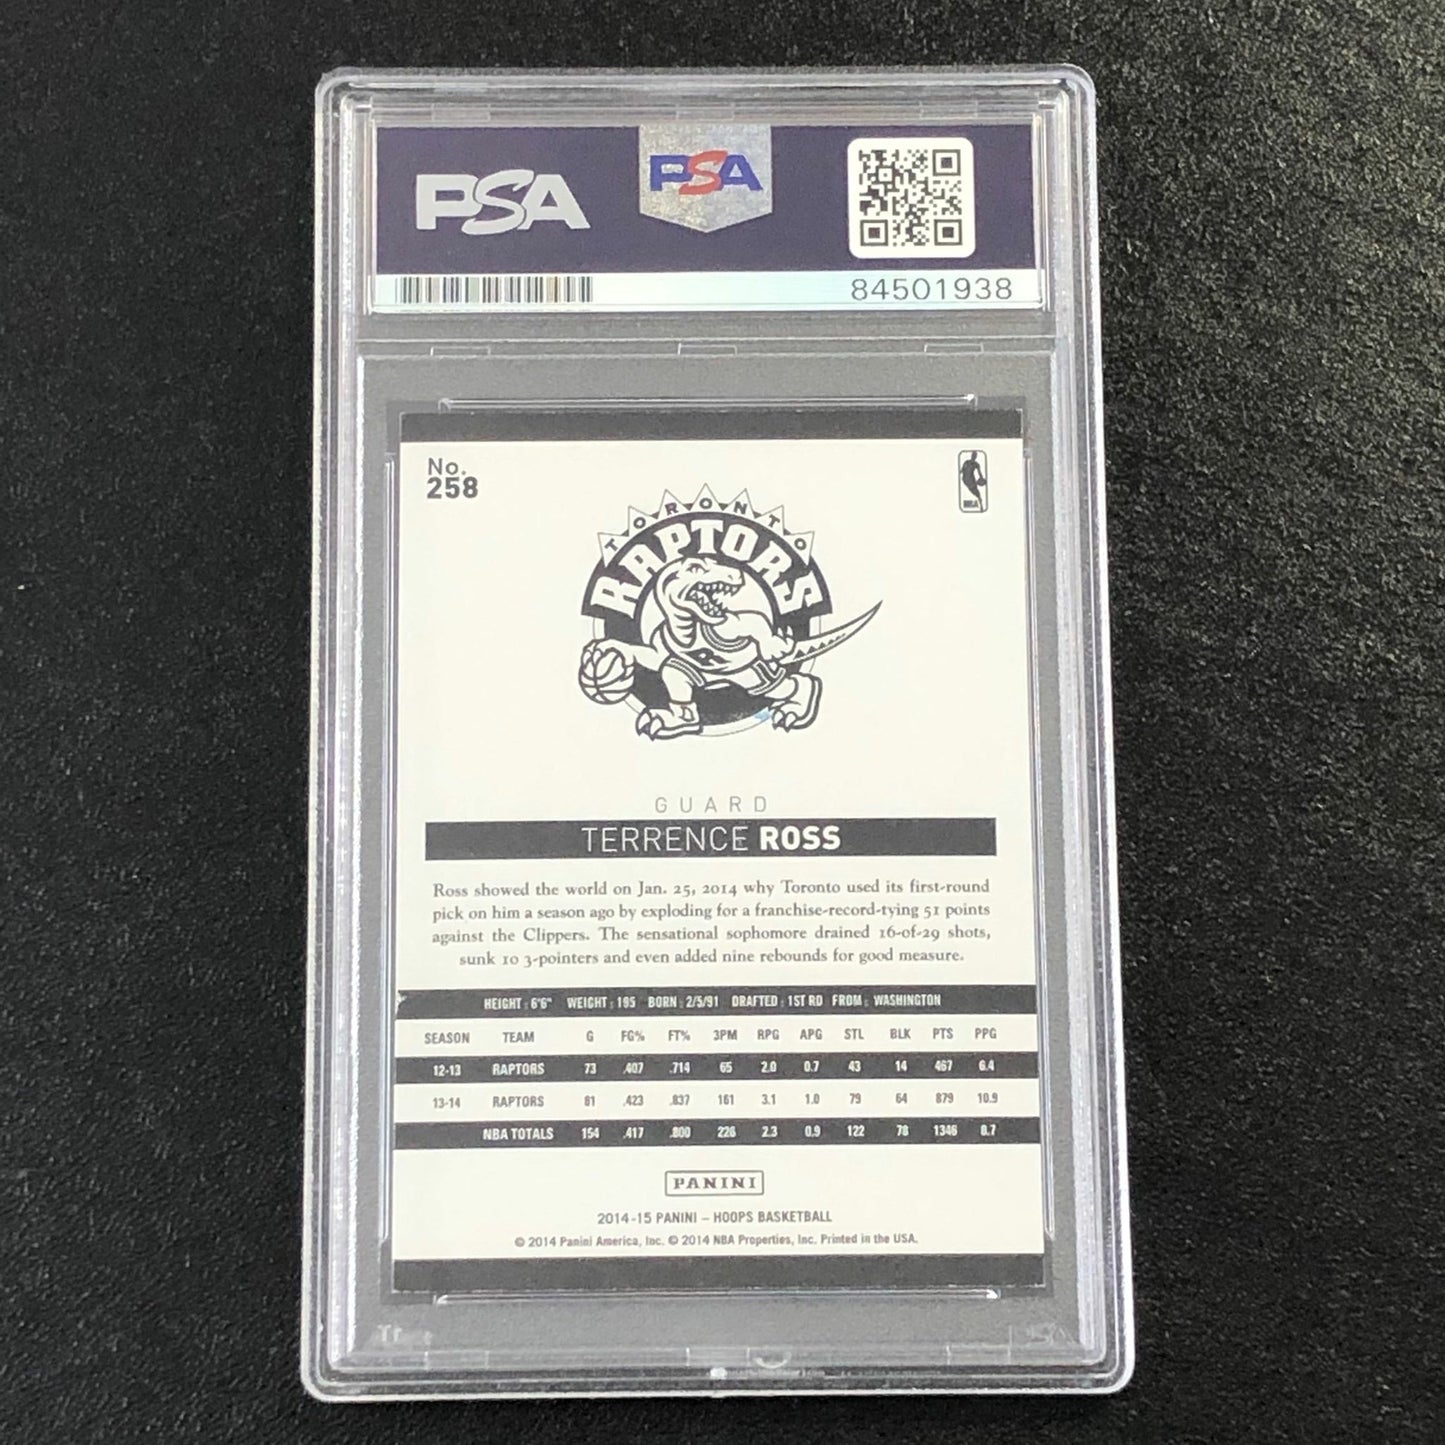 PSA
PSA
84501938
No.
258
NBA
TORONTO
RAPTORS
GUARD
TERRENCE ROSS
Ross showed the world on Jan. 25, 2014 why Toronto used its first-round
pick on him a season ago by exploding for a franchise-record-tying 51 points
against the Clippers. The sensational sophomore drained 16-of-29 shots,
sunk 10 3-pointers and even added nine rebounds for good measure.
HEIGHT: 6'6" WEIGHT: 195 BORN: 2/5/91 DRAFTED: 1ST RD FROM: WASHINGTON
SEASON TEAM G FG% FT% 3PM RPG APG STL BLK PTS PPG
12-13 RAPTORS 73 .407 .714 65 2.0 0.7 43 14 467 6.4
13-14 RAPTORS 81 .423 .837 161 3.1 1.0 79 64 879 10.9
NBA TOTALS 154 .417 .800 226 2.3 0.9 122 78 1346 8.7
PANINI
2014-15 PANINI – HOOPS BASKETBALL
© 2014 Panini America, Inc. © 2014 NBA Properties, Inc. Printed in the USA.